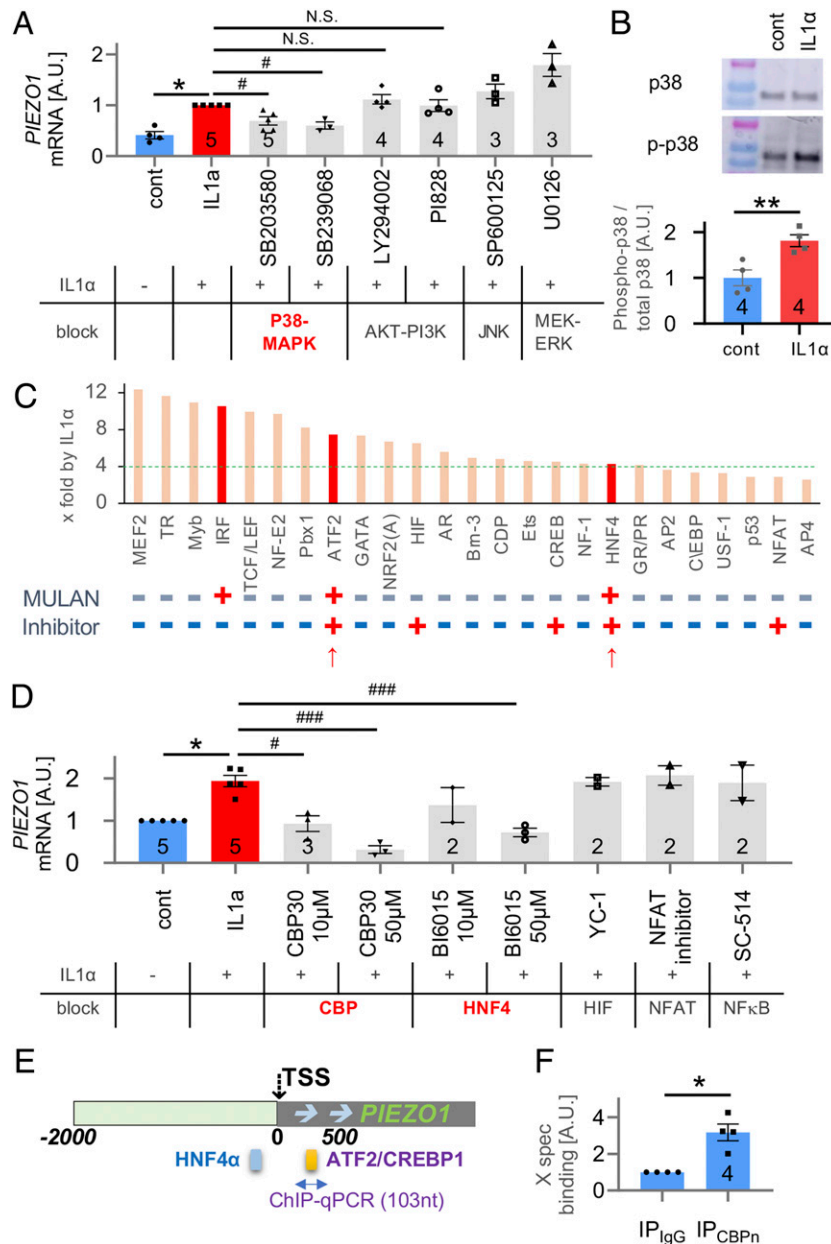 A
N.S.
N.S.
#
* #
PIEZO1
mRNA [A.U.]
2
1
0
5 5 4 4 3 3
cont
IL1a
SB203580
SB239068
LY294002
PI828
SP600125
U0126
IL1α - + + + + + + +
block P38-MAPK AKT-PI3K JNK MEK-ERK
B
cont IL1α
p38
p-p38
**
Phospho-p38 /
total p38 [A.U.]
2
1
0
4 4
cont IL1α
C
x fold by IL1α
12
8
4
0
MEF2
TR
Myb
IRF
TCF/LEF
NF-E2
Pbx1
ATF2
GATA
NRF2(A)
HIF
AR
Brn-3
CDP
Ets
CREB
NF-1
HNF4
GR/PR
AP2
C\EBP
USF-1
p53
NFAT
AP4
MULAN - - - + - - - + - - - - - - - - - + - - - - - - -
Inhibitor - - - - - - - + - - + - - - - + - + - - - - - + -
↑ ↑
D
###
###
* #
PIEZO1
mRNA [A.U.]
2
1
0
5 5 3 2 2 2 2
cont
IL1a
CBP30
10µM
CBP30
50µM
BI6015
10µM
BI6015
50µM
YC-1
NFAT
inhibitor
SC-514
IL1α - + + + + + + + +
block CBP HNF4 HIF NFAT NFκB
E
TSS
PIEZO1
-2000 0 500
HNF4α ATF2/CREBP1
ChIP-qPCR (103nt)
F
*
X spec
binding [A.U.]
4
2
0
4
IP IgG IP CBPn